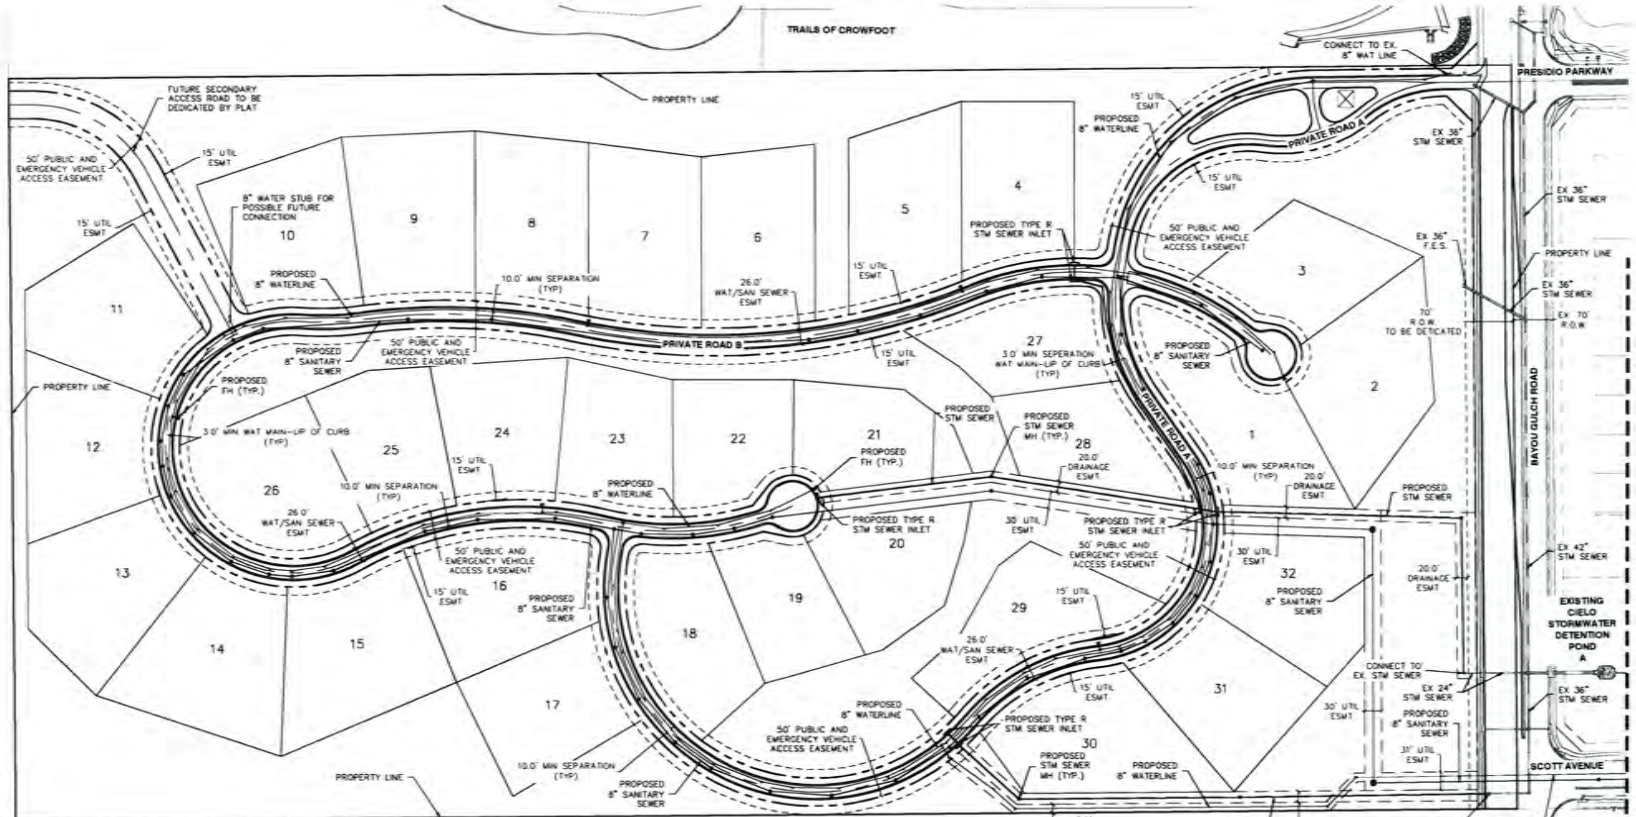 TRAILS OF CROWFOOT
CONNECT TO EX.
8" WAT LINE
PRESIDIO PARKWAY
FUTURE SECONDARY
ACCESS ROAD TO BE
DEDICATED BY PLAT
PROPERTY LINE
15' UTIL
ESMT
PROPOSED
8" WATERLINE
PRIVATE ROAD A
EX 36"
STM SEWER
50' PUBLIC AND
EMERGENCY VEHICLE
ACCESS EASEMENT
15' UTIL
ESMT
15' UTIL
ESMT
8" WATER STUB FOR
POSSIBLE FUTURE
CONNECTION
10
9
8
7
6
5
4
PROPOSED TYPE R
STM SEWER INLET
50' PUBLIC AND
EMERGENCY VEHICLE
ACCESS EASEMENT
EX 36"
STM SEWER
EX 36"
F.E.S.
PROPERTY LINE
15' UTIL
ESMT
3
PROPOSED
8" WATERLINE
10.0' MIN SEPARATION
(TYP)
26.0'
WAT/SAN SEWER
ESMT
15' UTIL
ESMT
EX 36"
STM SEWER
70'
R.O.W.
TO BE DETICATED
EX 70'
R.O.W.
11
PROPOSED
8" SANITARY
SEWER
50' PUBLIC AND
EMERGENCY VEHICLE
ACCESS EASEMENT
PRIVATE ROAD B
15' UTIL
ESMT
27
3.0' MIN SEPERATION
WAT MAIN-UP OF CURB
(TYP)
PROPOSED
8" SANITARY
SEWER
2
PROPERTY LINE
PROPOSED
FH (TYP.)
PRIVATE ROAD A
BAYOU GULCH ROAD
12
3.0' MIN WAT MAIN-UP OF CURB
(TYP)
25
24
23
22
21
PROPOSED
STM SEWER
PROPOSED
STM SEWER
MH (TYP.)
28
1
PROPOSED
FH (TYP.)
20.0'
DRAINAGE
ESMT.
10.0' MIN SEPARATION
(TYP)
20.0'
DRAINAGE
ESMT
PROPOSED
STM SEWER
26
15' UTIL
ESMT
10.0' MIN SEPARATION
(TYP)
PROPOSED
8" WATERLINE
26.0'
WAT/SAN SEWER
ESMT
PROPOSED TYPE R
STM SEWER INLET
20
30' UTIL
ESMT
PROPOSED TYPE R
STM SEWER INLET
50' PUBLIC AND
EMERGENCY VEHICLE
ACCESS EASEMENT
30' UTIL
ESMT
32
EX 42"
STM SEWER
13
50' PUBLIC AND
EMERGENCY VEHICLE
ACCESS EASEMENT
16
15' UTIL
ESMT
PROPOSED
8" SANITARY
SEWER
19
29
15' UTIL
ESMT
PROPOSED
8" SANITARY
SEWER
20.0'
DRAINAGE
ESMT
EXISTING
CIELO
STORMWATER
DETENTION
POND
A
14
15
18
26.0'
WAT/SAN SEWER
ESMT
CONNECT TO
EX. STM SEWER
EX 24"
STM SEWER
EX 36"
STM SEWER
17
15' UTIL
ESMT
31
30' UTIL
ESMT
PROPOSED
8" SANITARY
SEWER
PROPOSED
8" WATERLINE
PROPOSED TYPE R
STM SEWER INLET
50' PUBLIC AND
EMERGENCY VEHICLE
ACCESS EASEMENT
30
31' UTIL
ESMT
SCOTT AVENUE
PROPERTY LINE
10.0' MIN SEPARATION
(TYP)
PROPOSED
8" SANITARY
SEWER
PROPOSED
STM SEWER
MH (TYP.)
PROPOSED
8" WATERLINE